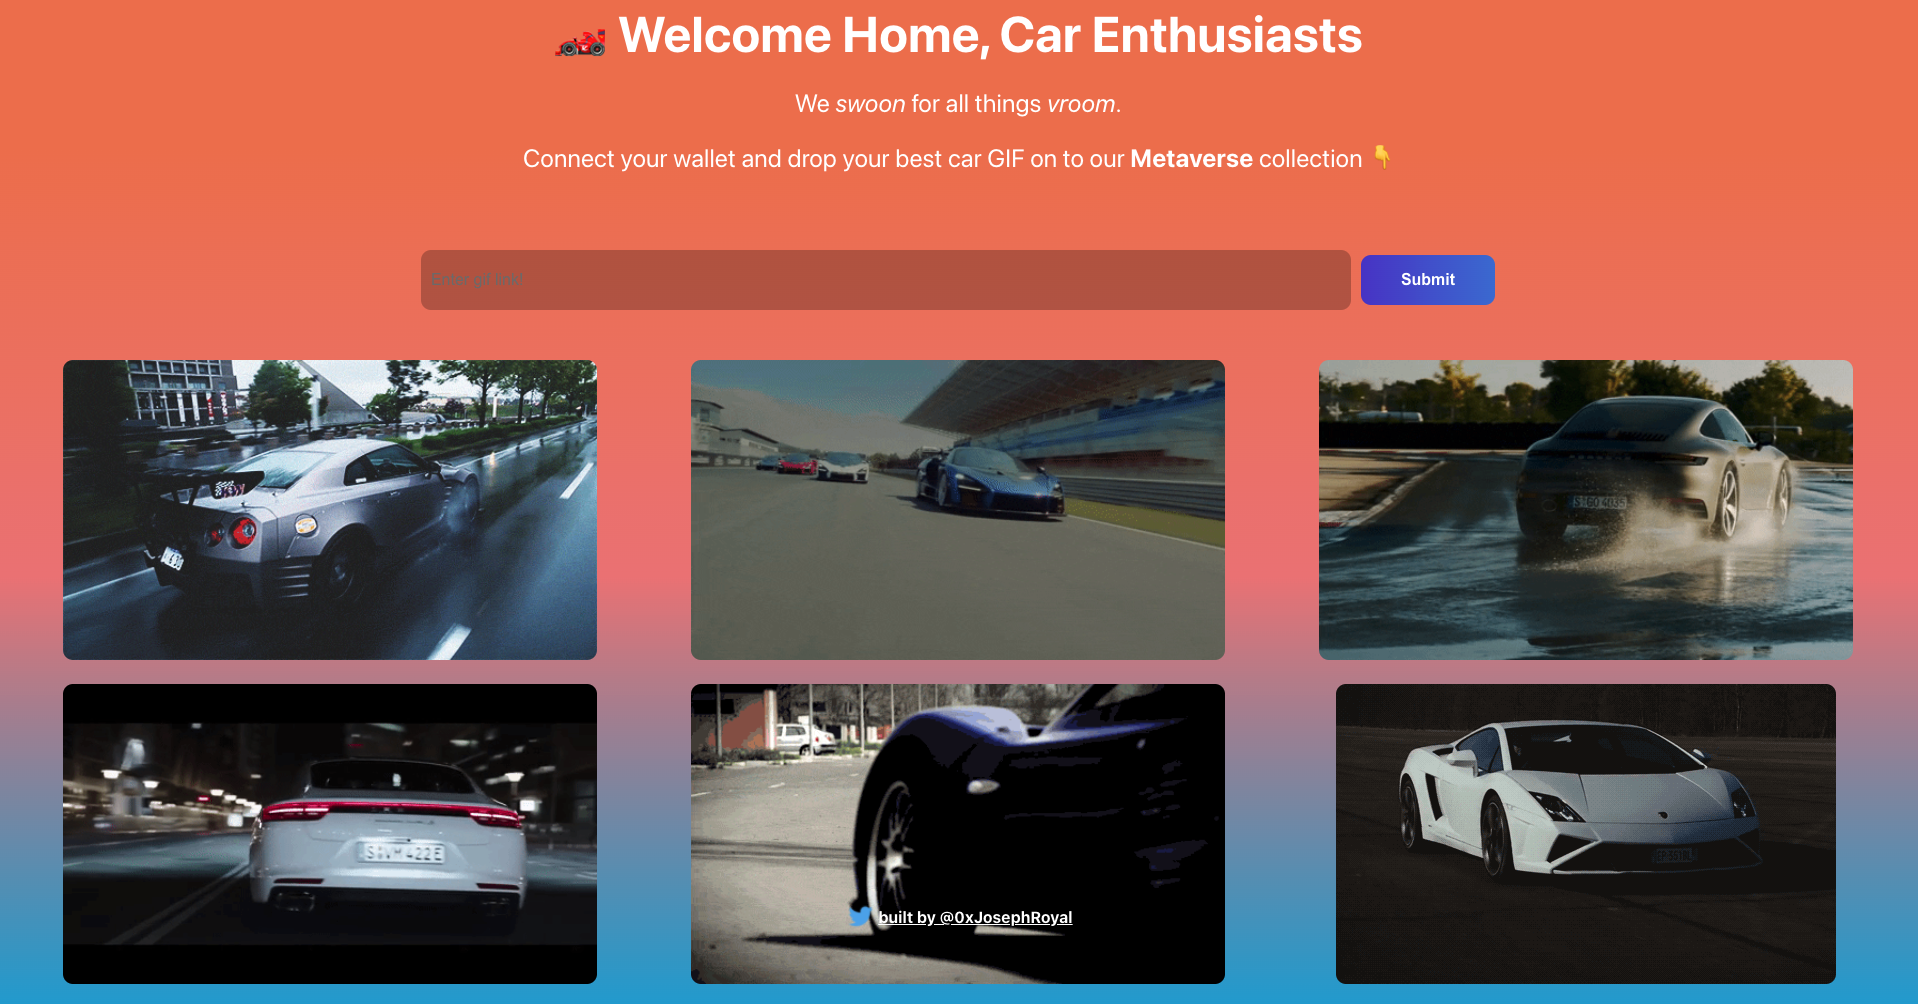 Welcome Home, Car Enthusiasts
We swoon for all things vroom.
Connect your wallet and drop your best car GIF on to our Metaverse collection
Enter gif link!
Submit
S:GO 4035
S:VM 422E
built by @0xJosephRoyal